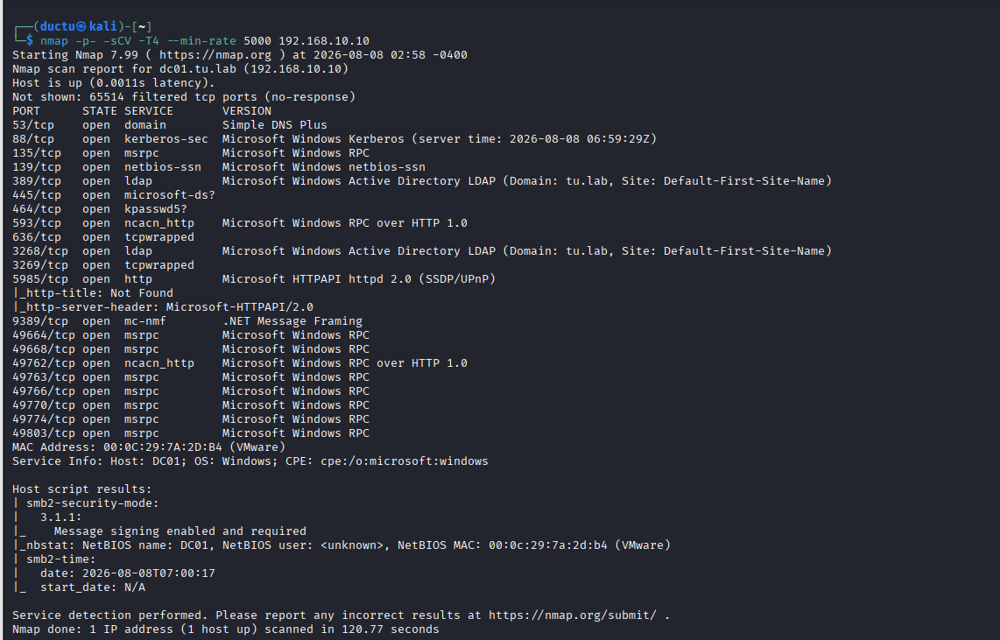 ┌──(ductu㉿kali)-[~]
└─$ nmap -p- -sCV -T4 --min-rate 5000 192.168.10.10
Starting Nmap 7.99 ( https://nmap.org ) at 2026-08-08 02:58 -0400
Nmap scan report for dc01.tu.lab (192.168.10.10)
Host is up (0.0011s latency).
Not shown: 65514 filtered tcp ports (no-response)
PORT      STATE SERVICE       VERSION
53/tcp    open  domain        Simple DNS Plus
88/tcp    open  kerberos-sec  Microsoft Windows Kerberos (server time: 2026-08-08 06:59:29Z)
135/tcp   open  msrpc         Microsoft Windows RPC
139/tcp   open  netbios-ssn   Microsoft Windows netbios-ssn
389/tcp   open  ldap          Microsoft Windows Active Directory LDAP (Domain: tu.lab, Site: Default-First-Site-Name)
445/tcp   open  microsoft-ds?
464/tcp   open  kpasswd5?
593/tcp   open  ncacn_http    Microsoft Windows RPC over HTTP 1.0
636/tcp   open  tcpwrapped
3268/tcp  open  ldap          Microsoft Windows Active Directory LDAP (Domain: tu.lab, Site: Default-First-Site-Name)
3269/tcp  open  tcpwrapped
5985/tcp  open  http          Microsoft HTTPAPI httpd 2.0 (SSDP/UPnP)
|_http-title: Not Found
|_http-server-header: Microsoft-HTTPAPI/2.0
9389/tcp  open  mc-nmf        .NET Message Framing
49664/tcp open  msrpc         Microsoft Windows RPC
49668/tcp open  msrpc         Microsoft Windows RPC
49762/tcp open  ncacn_http    Microsoft Windows RPC over HTTP 1.0
49763/tcp open  msrpc         Microsoft Windows RPC
49766/tcp open  msrpc         Microsoft Windows RPC
49770/tcp open  msrpc         Microsoft Windows RPC
49774/tcp open  msrpc         Microsoft Windows RPC
49803/tcp open  msrpc         Microsoft Windows RPC
MAC Address: 00:0C:29:7A:2D:B4 (VMware)
Service Info: Host: DC01; OS: Windows; CPE: cpe:/o:microsoft:windows

Host script results:
| smb2-security-mode:
|   3.1.1:
|_    Message signing enabled and required
|_nbstat: NetBIOS name: DC01, NetBIOS user: <unknown>, NetBIOS MAC: 00:0c:29:7a:2d:b4 (VMware)
| smb2-time:
|   date: 2026-08-08T07:00:17
|_  start_date: N/A

Service detection performed. Please report any incorrect results at https://nmap.org/submit/ .
Nmap done: 1 IP address (1 host up) scanned in 120.77 seconds